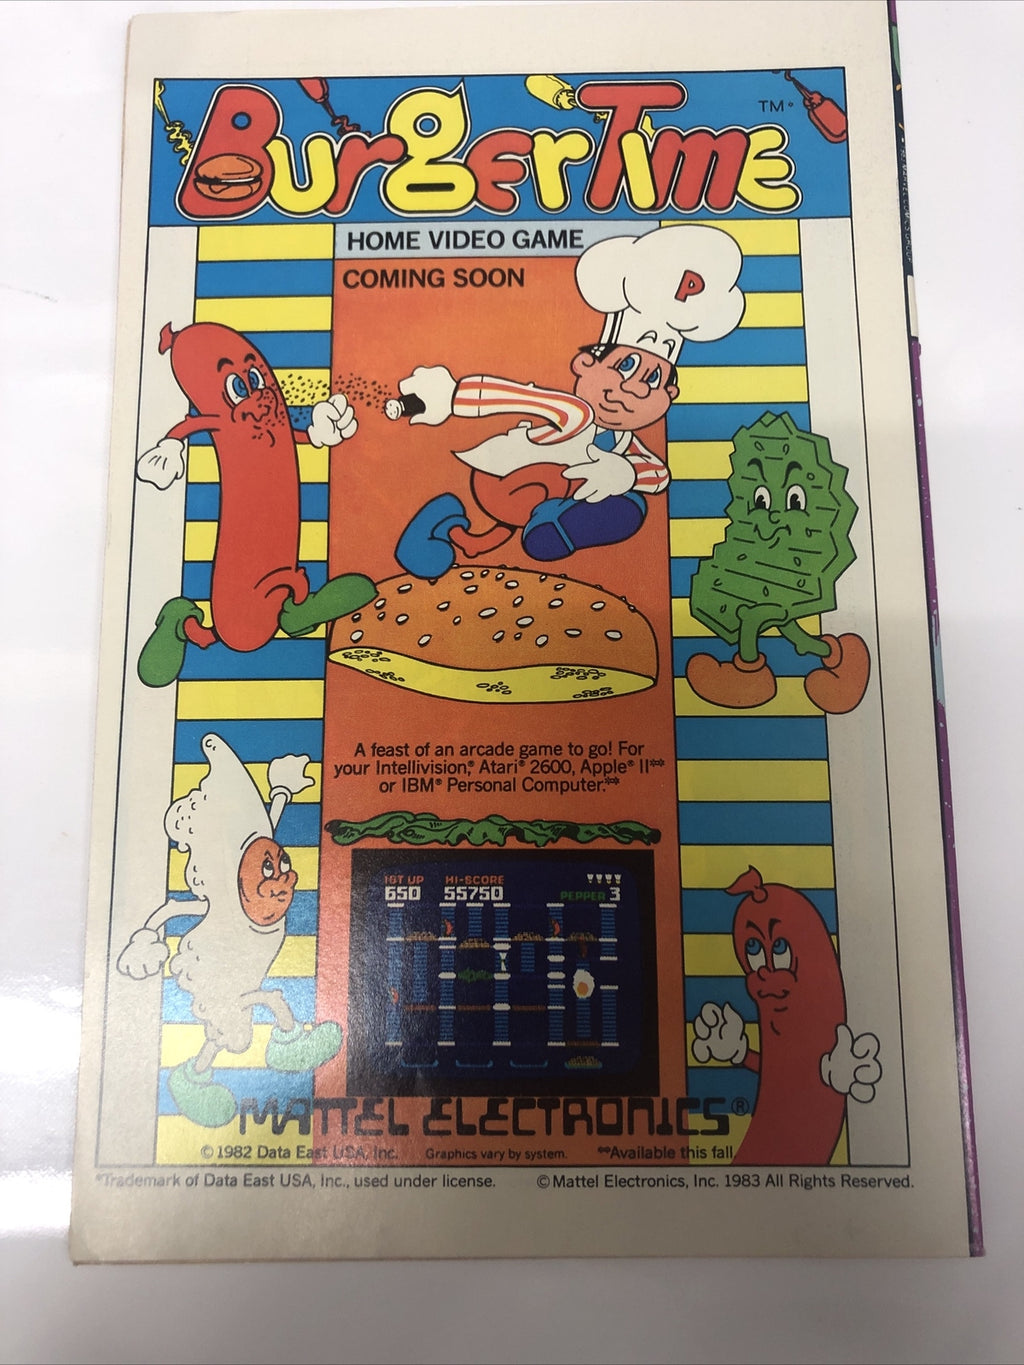 BurgerTime TM*
HOME VIDEO GAME
COMING SOON
P
A feast of an arcade game to go! For
your Intellivision,® Atari® 2600, Apple® II**
or IBM® Personal Computer.**
1ST UP HI-SCORE
650 55750 PEPPER 3
MATTEL ELECTRONICS®
©1982 Data East USA, Inc. Graphics vary by system. **Available this fall.
*Trademark of Data East USA, Inc., used under license. ©Mattel Electronics, Inc. 1983 All Rights Reserved.